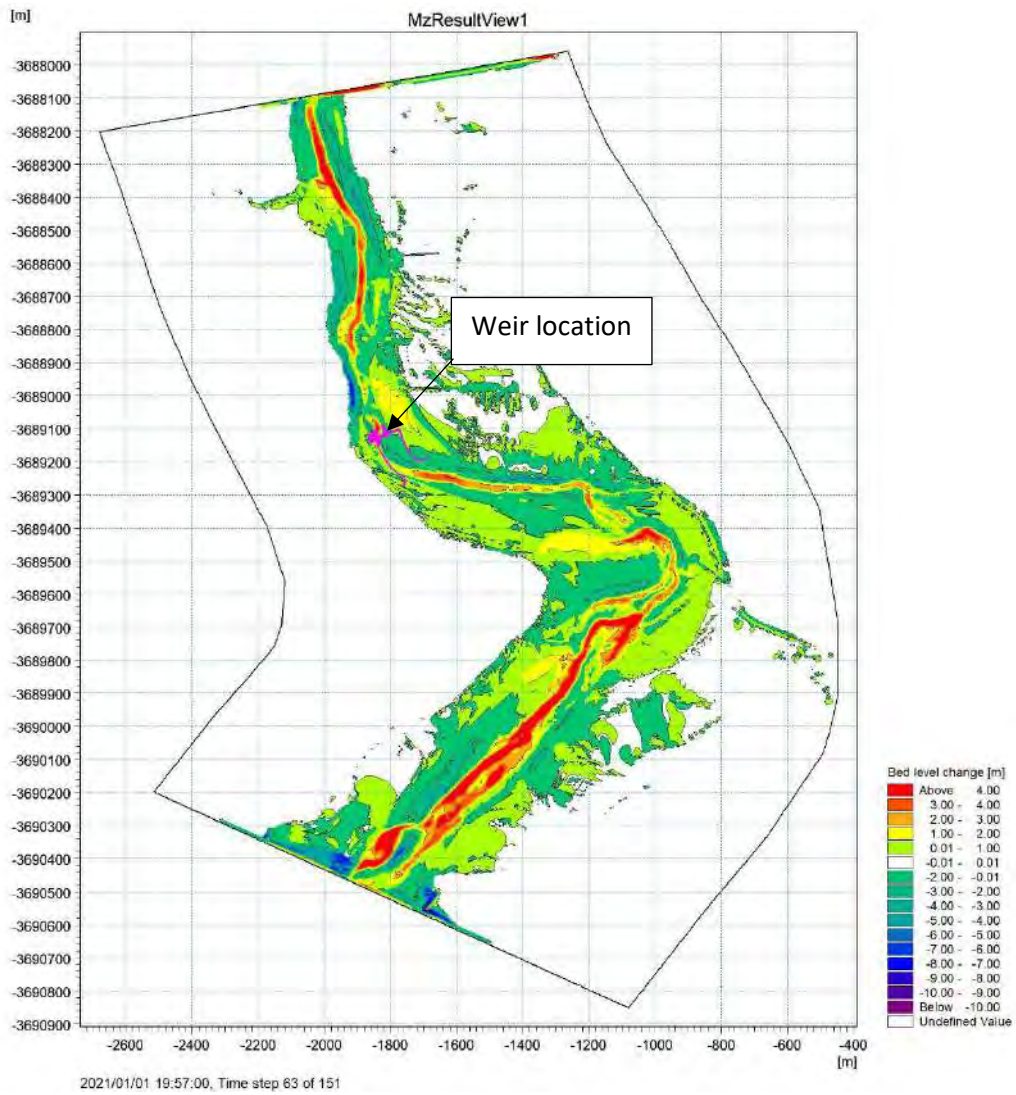 [m]
MzResultView1
-3688000
-3688100
-3688200
-3688300
-3688400
-3688500
-3688600
-3688700
-3688800
-3688900
-3689000
-3689100
-3689200
-3689300
-3689400
-3689500
-3689600
-3689700
-3689800
-3689900
-3690000
-3690100
-3690200
-3690300
-3690400
-3690500
-3690600
-3690700
-3690800
-3690900
Weir location
Bed level change [m]
Above 4.00
3.00 - 4.00
2.00 - 3.00
1.00 - 2.00
0.01 - 1.00
-0.01 - 0.01
-2.00 - -0.01
-3.00 - -2.00
-4.00 - -3.00
-5.00 - -4.00
-6.00 - -5.00
-7.00 - -6.00
-8.00 - -7.00
-9.00 - -8.00
-10.00 - -9.00
Below -10.00
Undefined Value
-2600 -2400 -2200 -2000 -1800 -1600 -1400 -1200 -1000 -800 -600 -400
[m]
2021/01/01 19:57:00, Time step 63 of 151